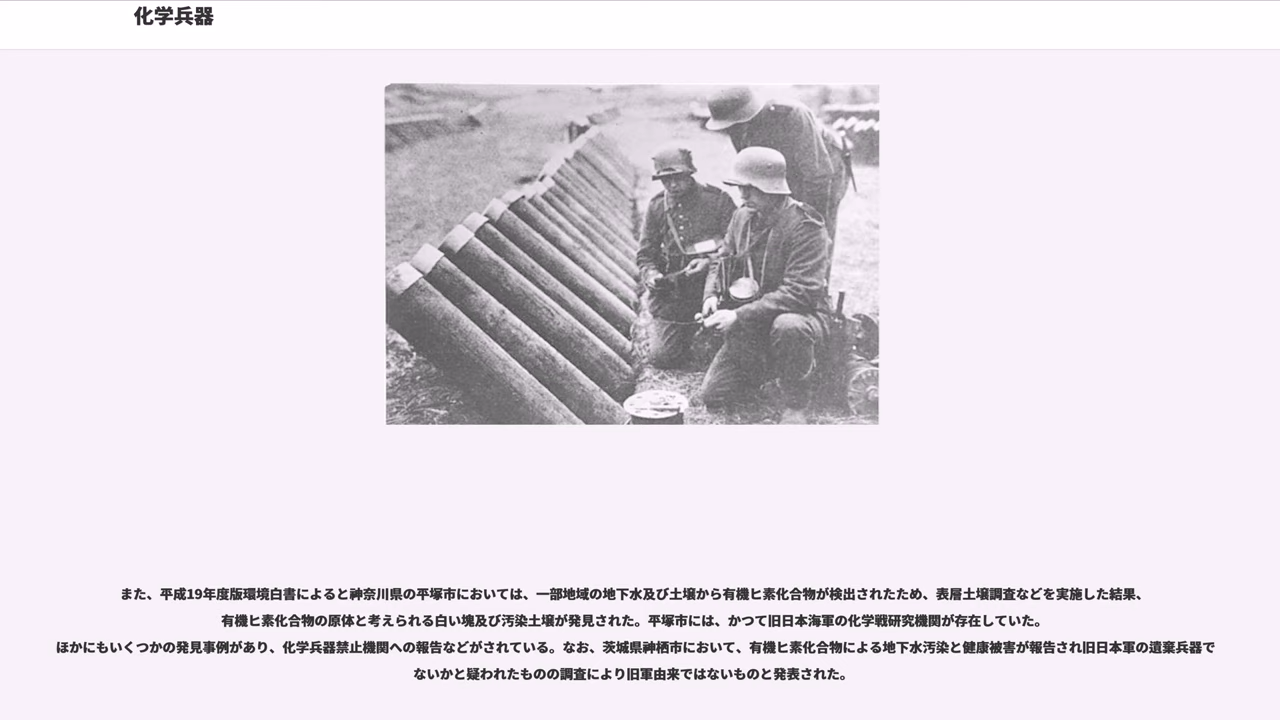 化学兵器
また、平成19年度版環境白書によると神奈川県の平塚市においては、一部地域の地下水及び土壌から有機ヒ素化合物が検出されたため、表層土壌調査などを実施した結果、
有機ヒ素化合物の原体と考えられる白い塊及び汚染土壌が発見された。平塚市には、かつて旧日本海軍の化学戦研究機関が存在していた。
ほかにもいくつかの発見事例があり、化学兵器禁止機関への報告などがされている。なお、茨城県神栖市において、有機ヒ素化合物による地下水汚染と健康被害が報告され旧日本軍の遺棄兵器で
ないかと疑われたものの調査により旧軍由来ではないものと発表された。